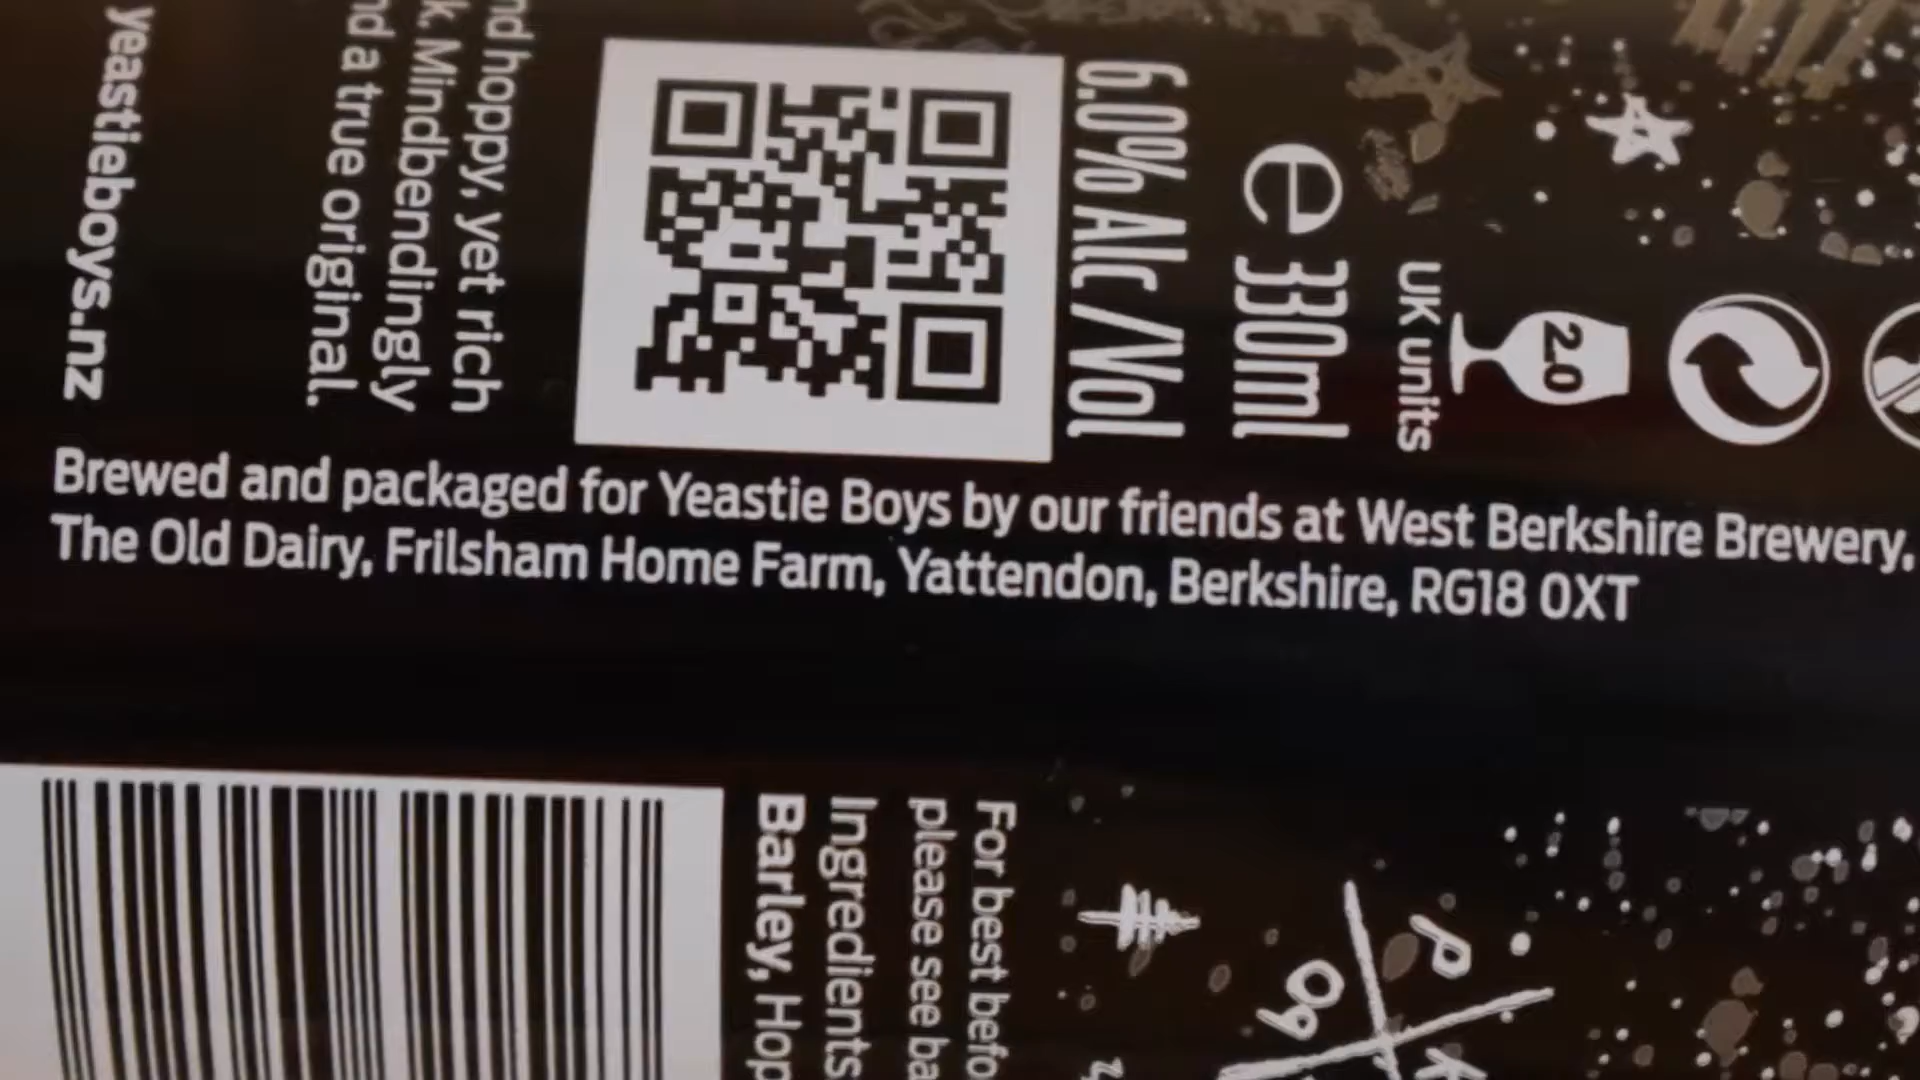 nd hoppy, yet rich
k. Mindbendingly
nd a true original.
yeastieboys.nz
6.0% Alc/Vol
e 330ml
UK units
2.0
Brewed and packaged for Yeastie Boys by our friends at West Berkshire Brewery,
The Old Dairy, Frilsham Home Farm, Yattendon, Berkshire, RG18 0XT
For best befo
please see ba
Ingredients
Barley, Hop